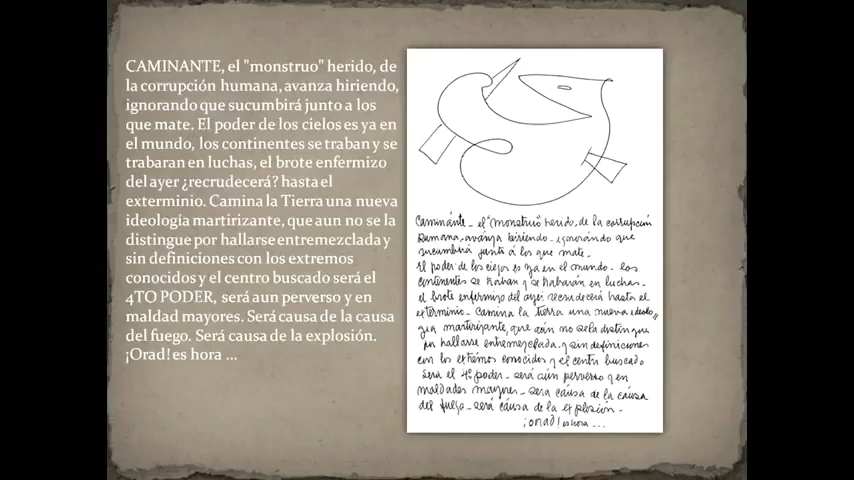 CAMINANTE, el "monstruo" herido, de
la corrupción humana, avanza hiriendo,
ignorando que sucumbirá junto a los
que mate. El poder de los cielos es ya en
el mundo, los continentes se traban y se
trabaran en luchas, el brote enfermizo
del ayer ¿recrudecerá? hasta el
exterminio. Camina la Tierra una nueva
ideología martirizante, que aun no se la
distingue por hallarse entremezclada y
sin definiciones con los extremos
conocidos y el centro buscado será el
4TO PODER, será aun perverso y en
maldad mayores. Será causa de la causa
del fuego. Será causa de la explosión.
¡Orad! es hora ...
Caminante - el "monstruo" herido, de la corrupción
humana, avanza hiriendo - ignorando que
sucumbirá junto a los que mate -
El poder de los cielos es ya en el mundo - los
continentes se traban y se trabarán en luchas -
el brote enfermizo del ayer recrudecerá hasta el
exterminio - Camina la tierra una nueva ideolo
gía martirizante, que aún no se la distingue
por hallarse entremezclada y sin definiciones
con los extremos conocidos y el centro buscado
será el 4º poder - será aún perverso y en
maldades mayores - será causa de la causa
del fuego - será causa de la explosión -
¡orad! es hora ...